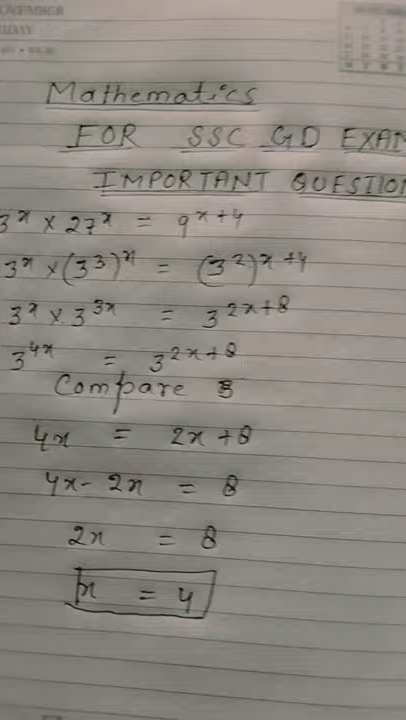 OVEMBER
IDAY
Mathematics
FOR SSC GD EXAM
IMPORTANT QUESTION
3^x × 27^x = 9^{x+4}
3^x × (3^3)^x = (3^2)^{x+4}
3^x × 3^{3x} = 3^{2x+8}
3^{4x} = 3^{2x+8}
Compare
4x = 2x + 8
4x - 2x = 8
2x = 8
x = 4